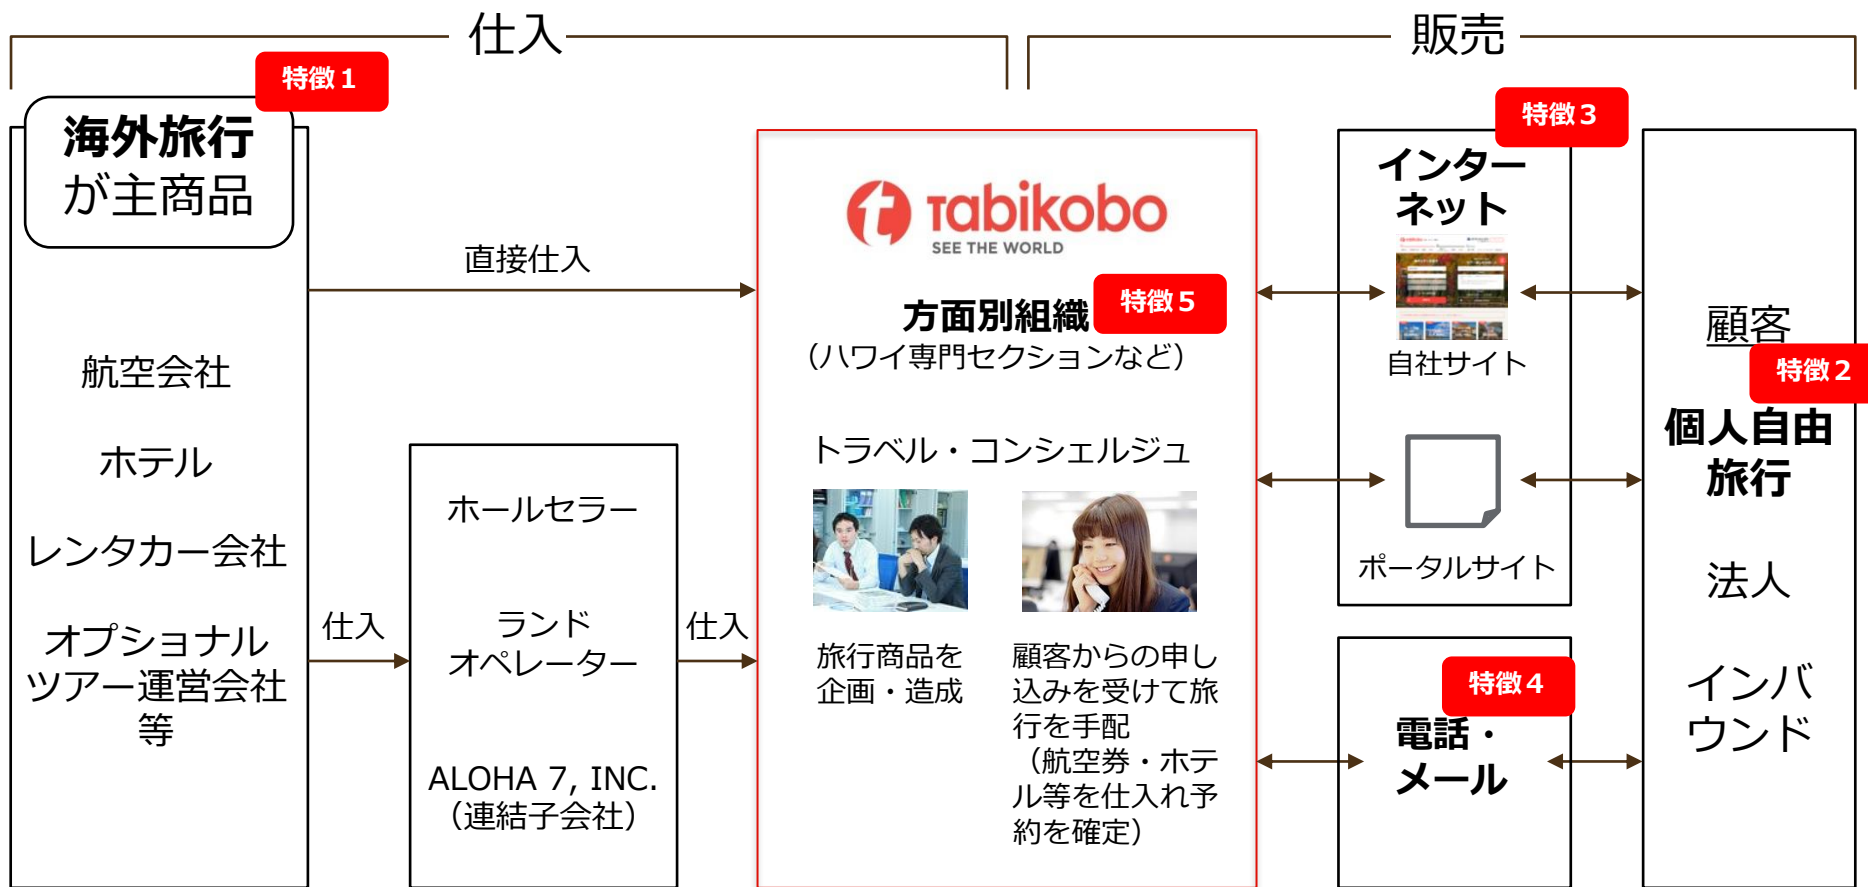 仕入
販売
特徴１
海外旅行
が主商品
航空会社
ホテル
レンタカー会社
オプショナル
ツアー運営会社
等
直接仕入
仕入
ホールセラー
ランド
オペレーター
ALOHA 7, INC.
（連結子会社）
仕入
tabikobo
SEE THE WORLD
方面別組織
特徴５
（ハワイ専門セクションなど）
トラベル・コンシェルジュ
旅行商品を
企画・造成
顧客からの申し
込みを受けて旅
行を手配
（航空券・ホテ
ル等を仕入れ予
約を確定）
特徴３
インター
ネット
自社サイト
ポータルサイト
特徴４
電話・
メール
顧客
特徴２
個人自由
旅行
法人
インバ
ウンド